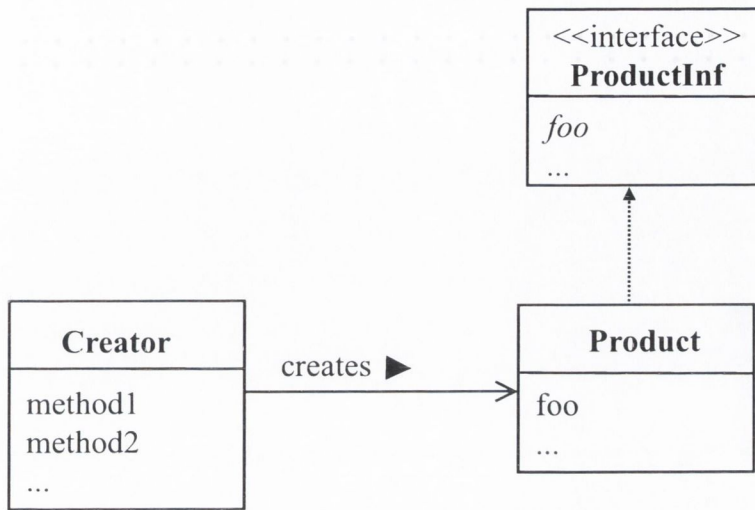 <<interface>>
ProductInf
foo
...
Creator
method1
method2
...
creates ▶
Product
foo
...